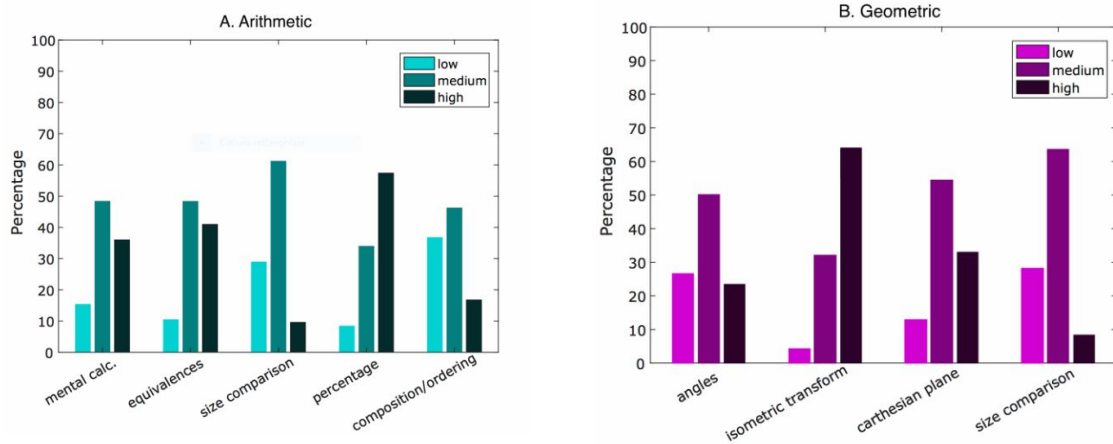 A. Arithmetic
100
90
80
70
60
50
40
30
20
10
0
Percentage
low
medium
high
mental calc.
equivalences
size comparison
percentage
composition/ordering
B. Geometric
100
90
80
70
60
50
40
30
20
10
0
Percentage
low
medium
high
angles
isometric transform
carthesian plane
size comparison